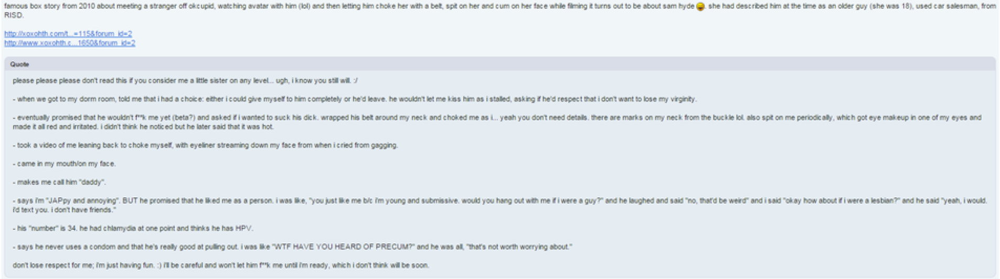 famous box story from 2010 about meeting a stranger off okcupid, watching avatar with him (lol) and then letting him choke her with a belt, spit on her and cum on her face while filming it turns out to be about sam hyde 😄. she had described him at the time as an older guy (she was 18), used car salesman, from
RISD.
http://xoxohth.com/t...=115&forum_id=2
http://www.xoxohth.c...1650&forum_id=2
Quote
please please please don't read this if you consider me a little sister on any level... ugh, i know you still will. :/
- when we got to my dorm room, told me that i had a choice: either i could give myself to him completely or he'd leave. he wouldn't let me kiss him as i stalled, asking if he'd respect that i don't want to lose my virginity.
- eventually promised that he wouldn't f**k me yet (beta?) and asked if i wanted to suck his dick. wrapped his belt around my neck and choked me as i... yeah you don't need details. there are marks on my neck from the buckle lol. also spit on me periodically, which got eye makeup in one of my eyes and
made it all red and irritated. i didn't think he noticed but he later said that it was hot.
- took a video of me leaning back to choke myself, with eyeliner streaming down my face from when i cried from gagging.
- came in my mouth/on my face.
- makes me call him "daddy".
- says i'm "JAPpy and annoying". BUT he promised that he liked me as a person. i was like, "you just like me b/c i'm young and submissive. would you hang out with me if i were a guy?" and he laughed and said "no, that'd be weird" and i said "okay how about if i were a lesbian?" and he said "yeah, i would.
i'd text you. i don't have friends."
- his "number" is 34. he had chlamydia at one point and thinks he has HPV.
- says he never uses a condom and that he's really good at pulling out. i was like "WTF HAVE YOU HEARD OF PRECUM?" and he was all, "that's not worth worrying about."
don't lose respect for me; i'm just having fun. :) i'll be careful and won't let him f**k me until i'm ready, which i don't think will be soon.